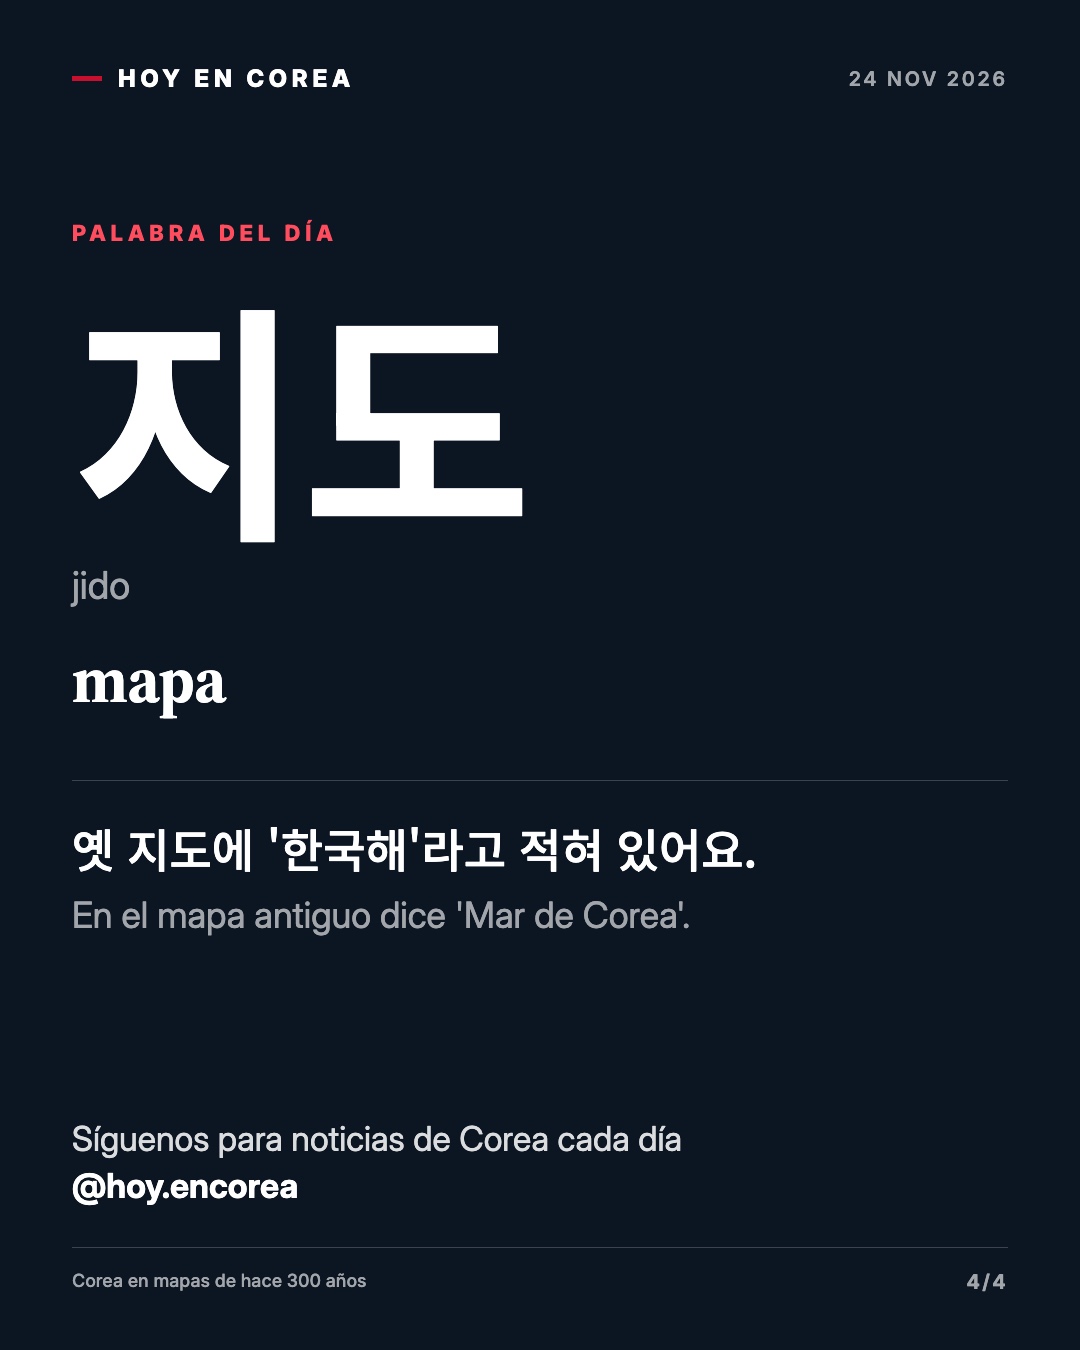 HOY EN COREA
24 NOV 2026
PALABRA DEL DÍA
지도
jido
mapa
옛 지도에 '한국해'라고 적혀 있어요.
En el mapa antiguo dice 'Mar de Corea'.
Síguenos para noticias de Corea cada día
@hoy.encorea
Corea en mapas de hace 300 años
4/4